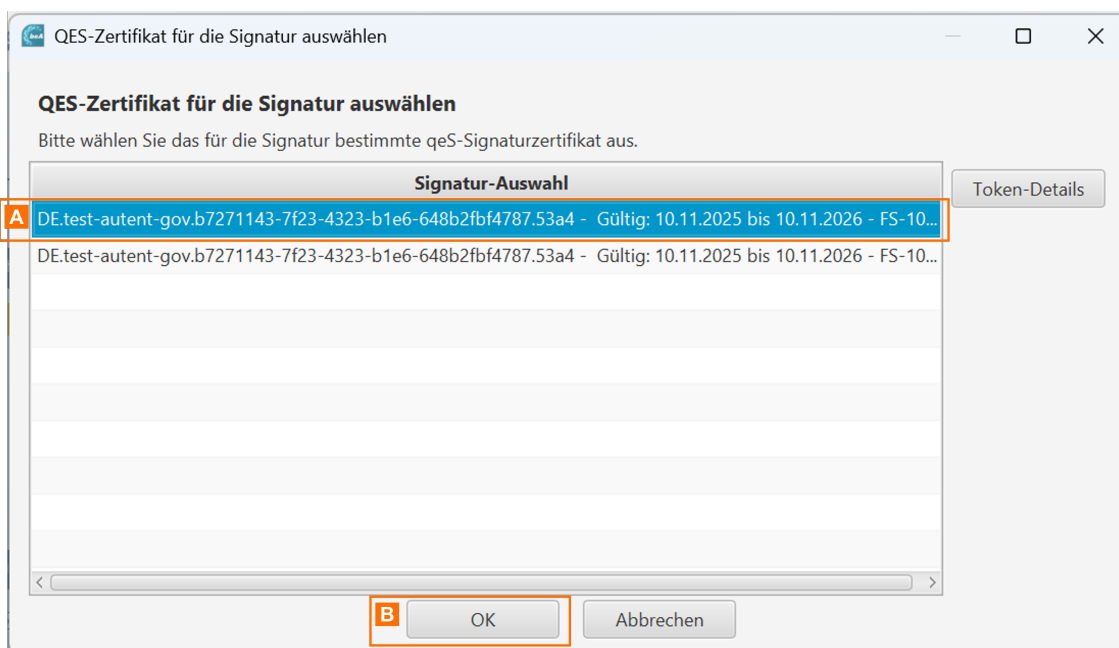 beA QES-Zertifikat für die Signatur auswählen
QES-Zertifikat für die Signatur auswählen
Bitte wählen Sie das für die Signatur bestimmte qeS-Signaturzertifikat aus.
Signatur-Auswahl
Token-Details
A DE.test-autent-gov.b7271143-7f23-4323-b1e6-648b2fbf4787.53a4 - Gültig: 10.11.2025 bis 10.11.2026 - FS-10...
DE.test-autent-gov.b7271143-7f23-4323-b1e6-648b2fbf4787.53a4 - Gültig: 10.11.2025 bis 10.11.2026 - FS-10...
B OK Abbrechen